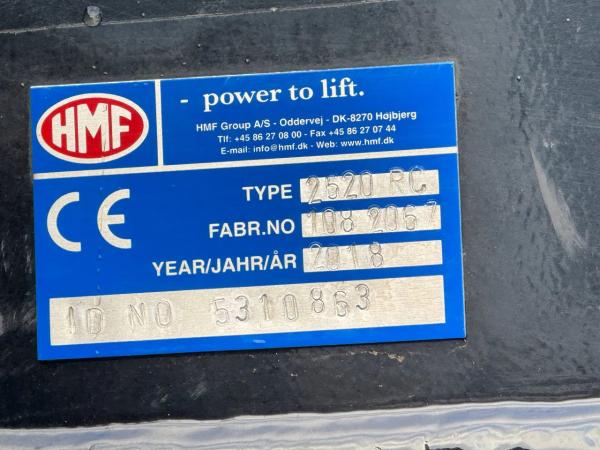 HMF
- power to lift.
HMF Group A/S - Oddervej - DK-8270 Højbjerg
Tlf: +45 86 27 08 00 - Fax +45 86 27 07 44
E-mail: info@hmf.dk - Web: www.hmf.dk
CE
TYPE 2620 RC
FABR.NO 108 2067
YEAR/JAHR/ÅR 2018
ID NO 5310863